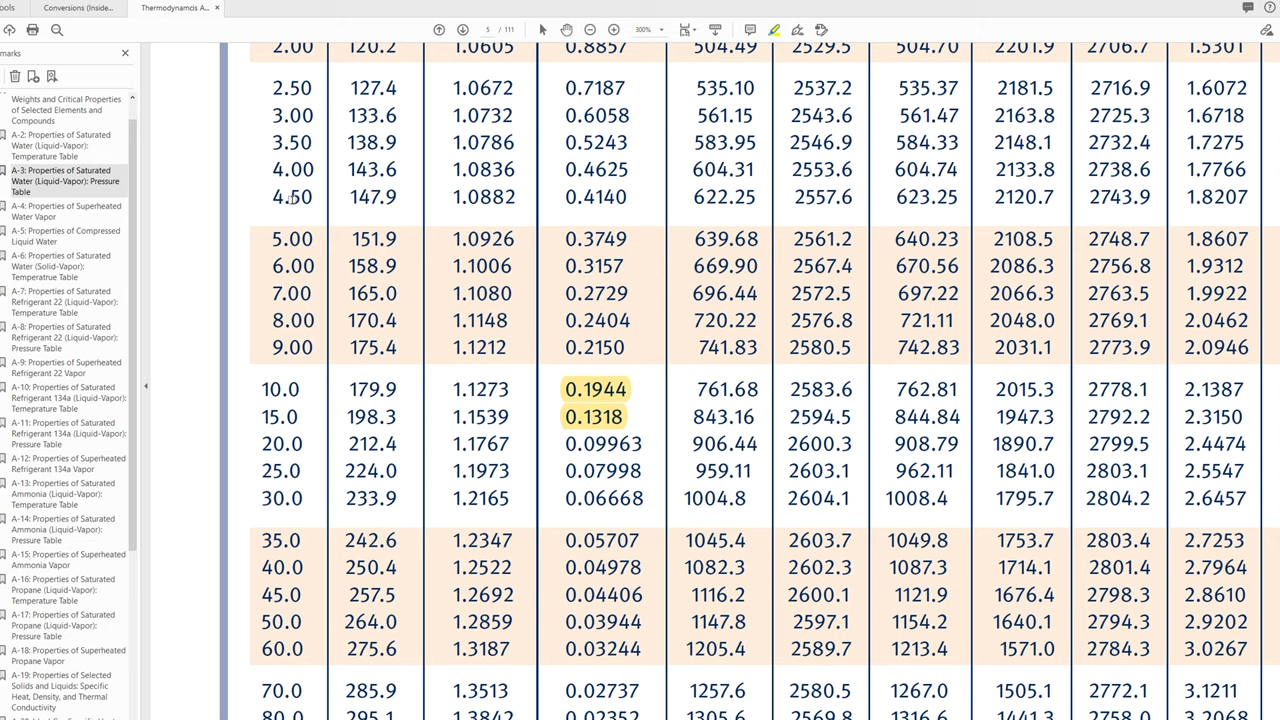 ools Conversions (Inside... Thermodynamcis A... ×
5 / 111 300%
marks ×
Weights and Critical Properties
of Selected Elements and
Compounds
A-2: Properties of Saturated
Water (Liquid-Vapor):
Temperature Table
A-3: Properties of Saturated
Water (Liquid-Vapor): Pressure
Table
A-4: Properties of Superheated
Water Vapor
A-5: Properties of Compressed
Liquid Water
A-6: Properties of Saturated
Water (Solid-Vapor):
Temperatrue Table
A-7: Properties of Saturated
Refrigerant 22 (Liquid-Vapor):
Temperature Table
A-8: Properties of Saturated
Refrigerant 22 (Liquid-Vapor):
Pressure Table
A-9: Properties of Superheated
Refrigerant 22 Vapor
A-10: Properties of Saturated
Refrigerant 134a (Liquid-Vapor):
Temeprature Table
A-11: Properties of Saturated
Refrigerant 134a (Liquid-Vapor):
Pressure Table
A-12: Properties of Superheated
Refrigerant 134a Vapor
A-13: Properties of Saturated
Ammonia (Liquid-Vapor):
Temperature Table
A-14: Properties of Saturated
Ammonia (Liquid-Vapor):
Pressure Table
A-15: Properties of Superheated
Ammonia Vapor
A-16: Properties of Saturated
Propane (Liquid-Vapor):
Temperature Table
A-17: Properties of Saturated
Propane (Liquid-Vapor):
Pressure Table
A-18: Properties of Superheated
Propane Vapor
A-19: Properties of Selected
Solids and Liquids: Specific
Heat, Density, and Thermal
Conductivity
2.00 120.2 1.0605 0.8857 504.49 2529.5 504.70 2201.9 2706.7 1.5301
2.50 127.4 1.0672 0.7187 535.10 2537.2 535.37 2181.5 2716.9 1.6072
3.00 133.6 1.0732 0.6058 561.15 2543.6 561.47 2163.8 2725.3 1.6718
3.50 138.9 1.0786 0.5243 583.95 2546.9 584.33 2148.1 2732.4 1.7275
4.00 143.6 1.0836 0.4625 604.31 2553.6 604.74 2133.8 2738.6 1.7766
4.50 147.9 1.0882 0.4140 622.25 2557.6 623.25 2120.7 2743.9 1.8207
5.00 151.9 1.0926 0.3749 639.68 2561.2 640.23 2108.5 2748.7 1.8607
6.00 158.9 1.1006 0.3157 669.90 2567.4 670.56 2086.3 2756.8 1.9312
7.00 165.0 1.1080 0.2729 696.44 2572.5 697.22 2066.3 2763.5 1.9922
8.00 170.4 1.1148 0.2404 720.22 2576.8 721.11 2048.0 2769.1 2.0462
9.00 175.4 1.1212 0.2150 741.83 2580.5 742.83 2031.1 2773.9 2.0946
10.0 179.9 1.1273 0.1944 761.68 2583.6 762.81 2015.3 2778.1 2.1387
15.0 198.3 1.1539 0.1318 843.16 2594.5 844.84 1947.3 2792.2 2.3150
20.0 212.4 1.1767 0.09963 906.44 2600.3 908.79 1890.7 2799.5 2.4474
25.0 224.0 1.1973 0.07998 959.11 2603.1 962.11 1841.0 2803.1 2.5547
30.0 233.9 1.2165 0.06668 1004.8 2604.1 1008.4 1795.7 2804.2 2.6457
35.0 242.6 1.2347 0.05707 1045.4 2603.7 1049.8 1753.7 2803.4 2.7253
40.0 250.4 1.2522 0.04978 1082.3 2602.3 1087.3 1714.1 2801.4 2.7964
45.0 257.5 1.2692 0.04406 1116.2 2600.1 1121.9 1676.4 2798.3 2.8610
50.0 264.0 1.2859 0.03944 1147.8 2597.1 1154.2 1640.1 2794.3 2.9202
60.0 275.6 1.3187 0.03244 1205.4 2589.7 1213.4 1571.0 2784.3 3.0267
70.0 285.9 1.3513 0.02737 1257.6 2580.5 1267.0 1505.1 2772.1 3.1211
80.0 295.1 1.3842 0.02352 1305.6 2569.8 1316.6 1441.3 2758.0 3.2068